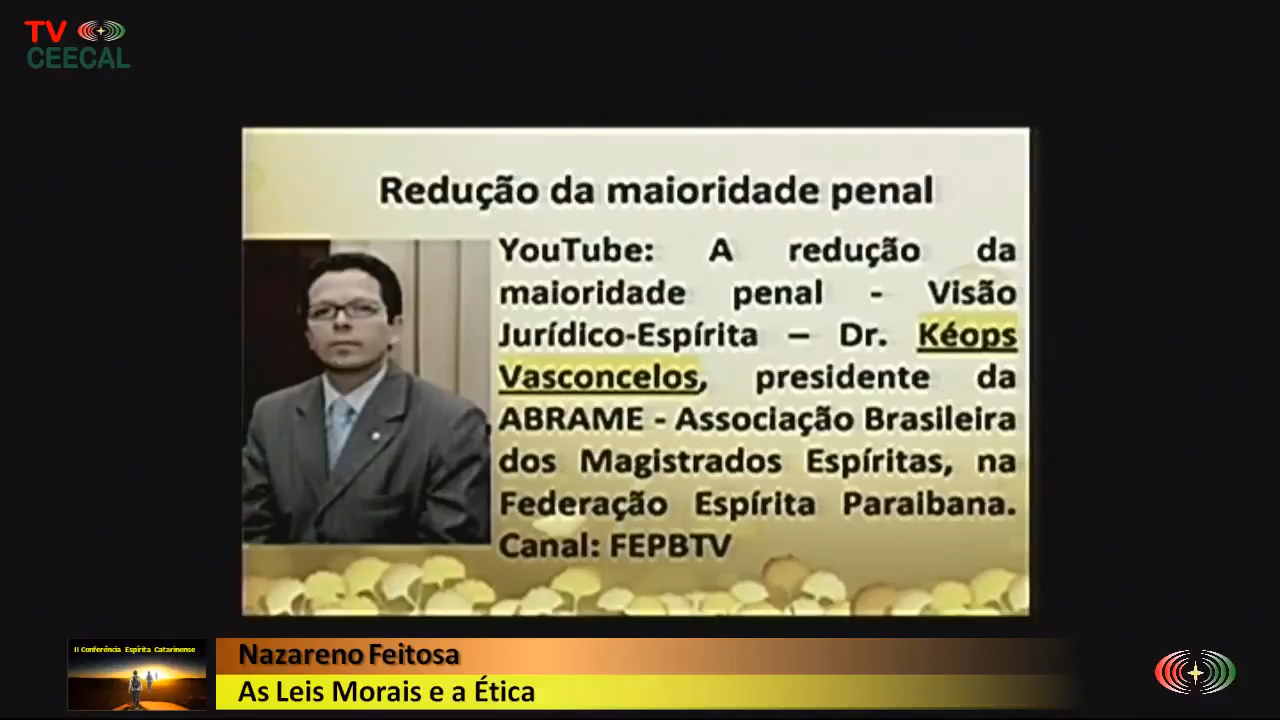 TV
CEECAL
Redução da maioridade penal
YouTube: A redução da
maioridade penal - Visão
Jurídico-Espírita – Dr. Kéops
Vasconcelos, presidente da
ABRAME - Associação Brasileira
dos Magistrados Espíritas, na
Federação Espírita Paraibana.
Canal: FEPBTV
II Conferência Espírita Catarinense
Nazareno Feitosa
As Leis Morais e a Ética